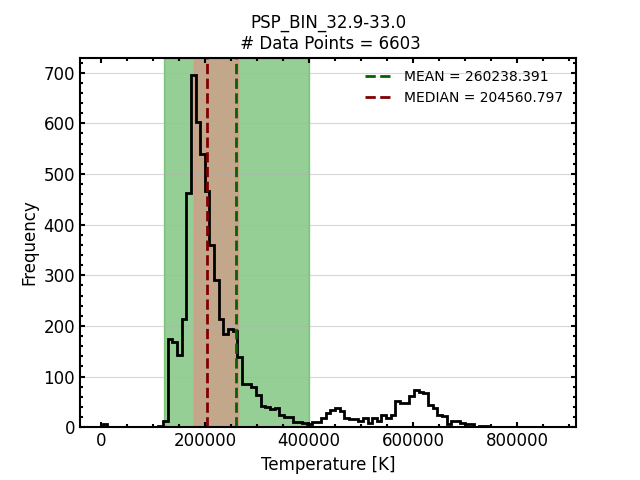 PSP_BIN_32.9-33.0
# Data Points = 6603
MEAN = 260238.391
MEDIAN = 204560.797
700
600
500
400
300
200
100
0
Frequency
0 200000 400000 600000 800000
Temperature [K]